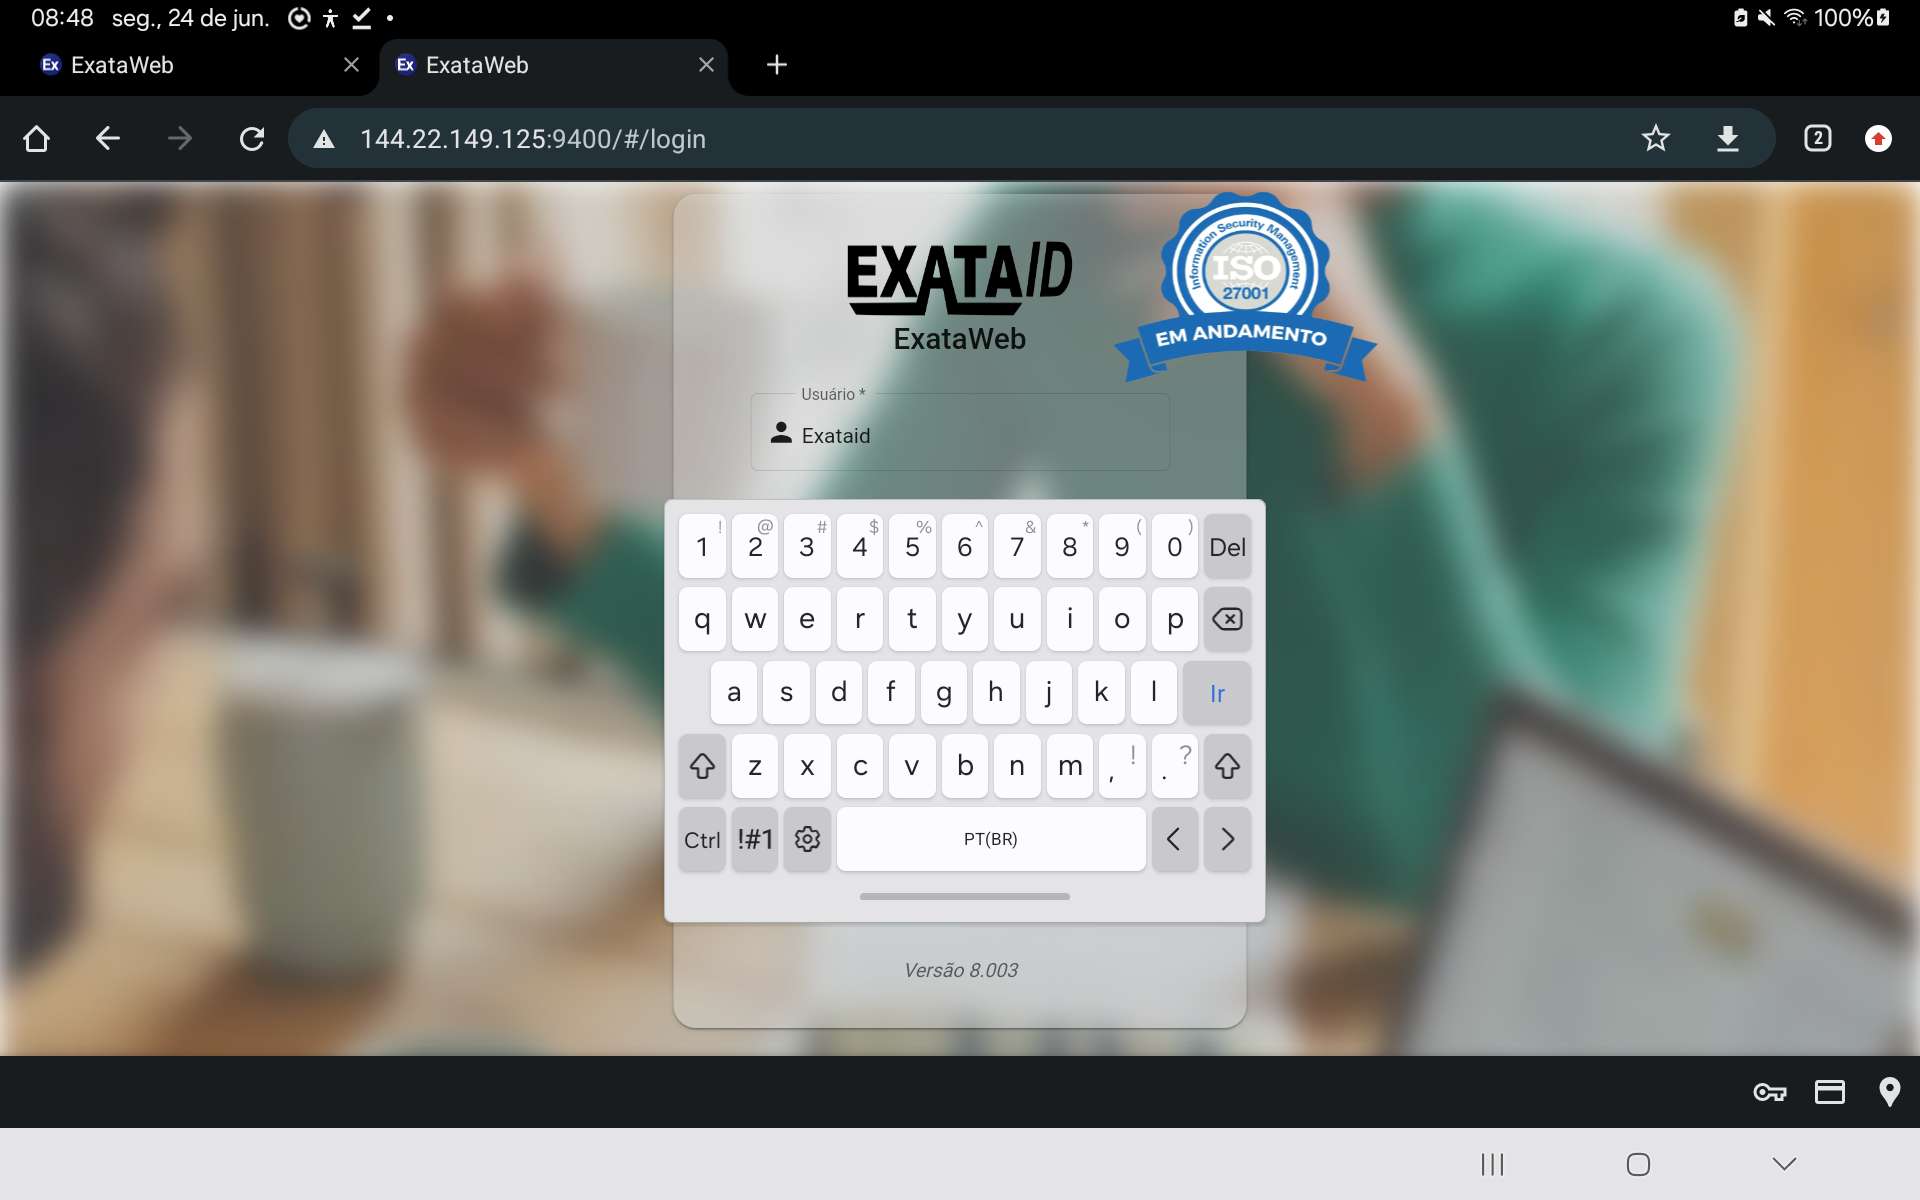 08:48 seg., 24 de jun.
100%
Ex ExataWeb
Ex ExataWeb
144.22.149.125:9400/#/login
2
EXATAID
ExataWeb
Information Security Management
ISO
27001
EM ANDAMENTO
Usuário *
Exataid
! @ # $ % ^ & * ( )
1 2 3 4 5 6 7 8 9 0 Del
q w e r t y u i o p
a s d f g h j k l Ir
! ?
z x c v b n m , .
Ctrl !#1 PT(BR) < >
Versão 8.003